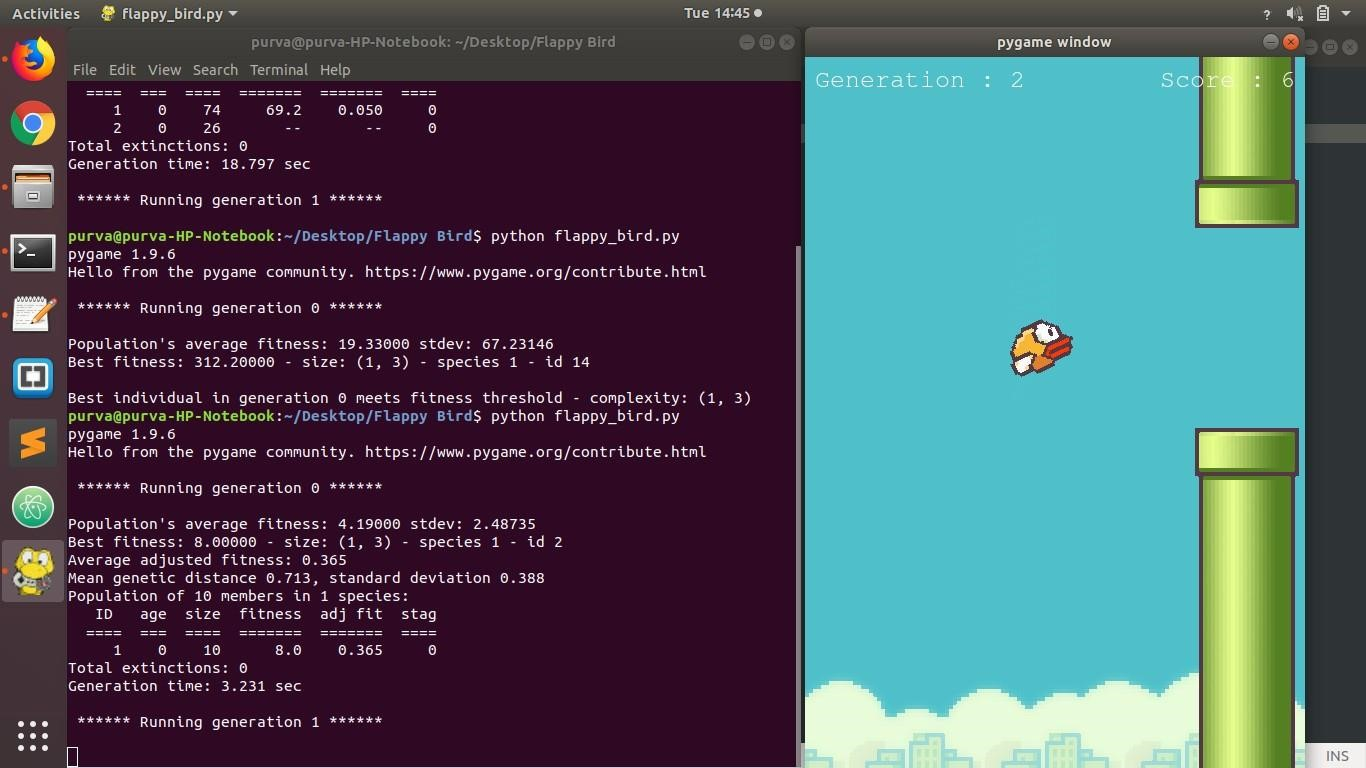 Activities flappy_bird.py Tue 14:45
purva@purva-HP-Notebook: ~/Desktop/Flappy Bird
File Edit View Search Terminal Help
==== === ==== ======= ======= ====
1 0 74 69.2 0.050 0
2 0 26 -- -- 0
Total extinctions: 0
Generation time: 18.797 sec
****** Running generation 1 ******
purva@purva-HP-Notebook:~/Desktop/Flappy Bird$ python flappy_bird.py
pygame 1.9.6
Hello from the pygame community. https://www.pygame.org/contribute.html
****** Running generation 0 ******
Population's average fitness: 19.33000 stdev: 67.23146
Best fitness: 312.20000 - size: (1, 3) - species 1 - id 14
Best individual in generation 0 meets fitness threshold - complexity: (1, 3)
purva@purva-HP-Notebook:~/Desktop/Flappy Bird$ python flappy_bird.py
pygame 1.9.6
Hello from the pygame community. https://www.pygame.org/contribute.html
****** Running generation 0 ******
Population's average fitness: 4.19000 stdev: 2.48735
Best fitness: 8.00000 - size: (1, 3) - species 1 - id 2
Average adjusted fitness: 0.365
Mean genetic distance 0.713, standard deviation 0.388
Population of 10 members in 1 species:
ID age size fitness adj fit stag
==== === ==== ======= ======= ====
1 0 10 8.0 0.365 0
Total extinctions: 0
Generation time: 3.231 sec
****** Running generation 1 ******
pygame window
Generation : 2 Score : 6
INS